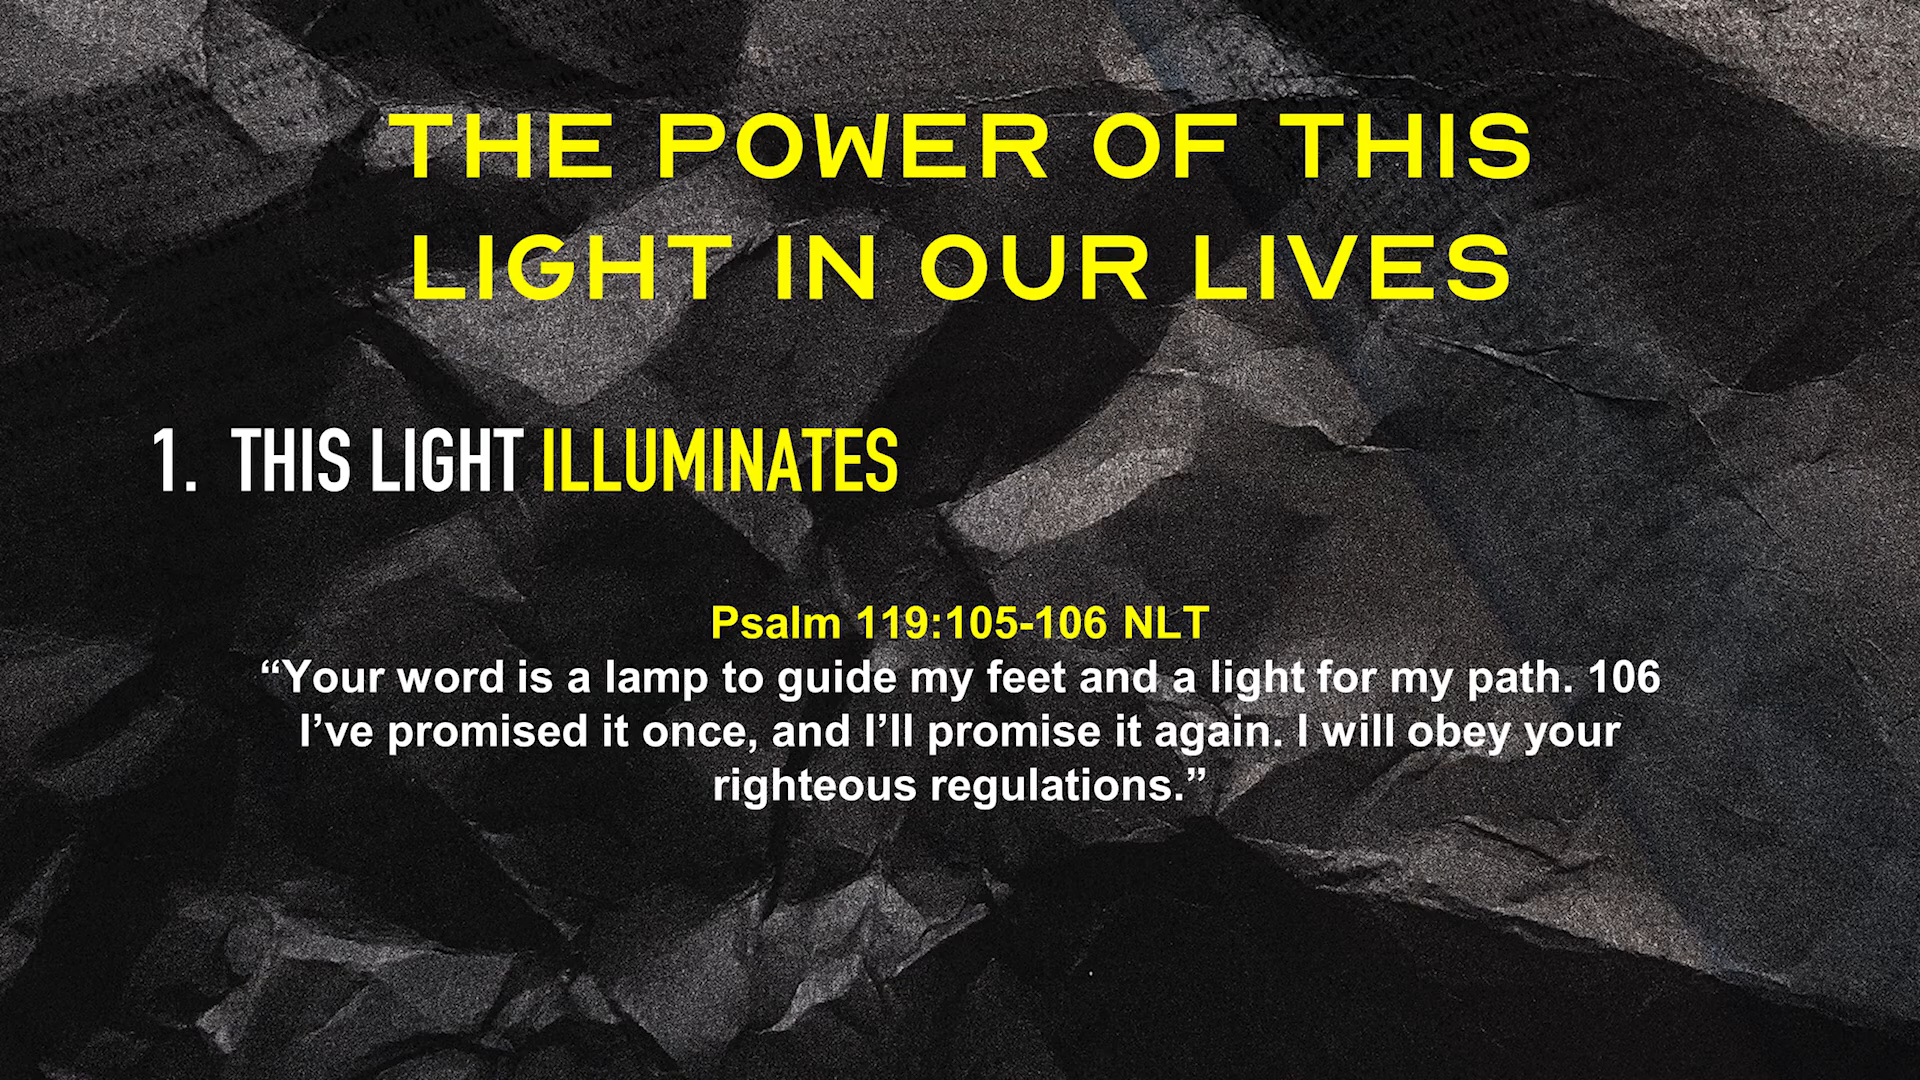 THE POWER OF THIS
LIGHT IN OUR LIVES
1. THIS LIGHT ILLUMINATES
Psalm 119:105-106 NLT
“Your word is a lamp to guide my feet and a light for my path. 106
I’ve promised it once, and I’ll promise it again. I will obey your
righteous regulations.”